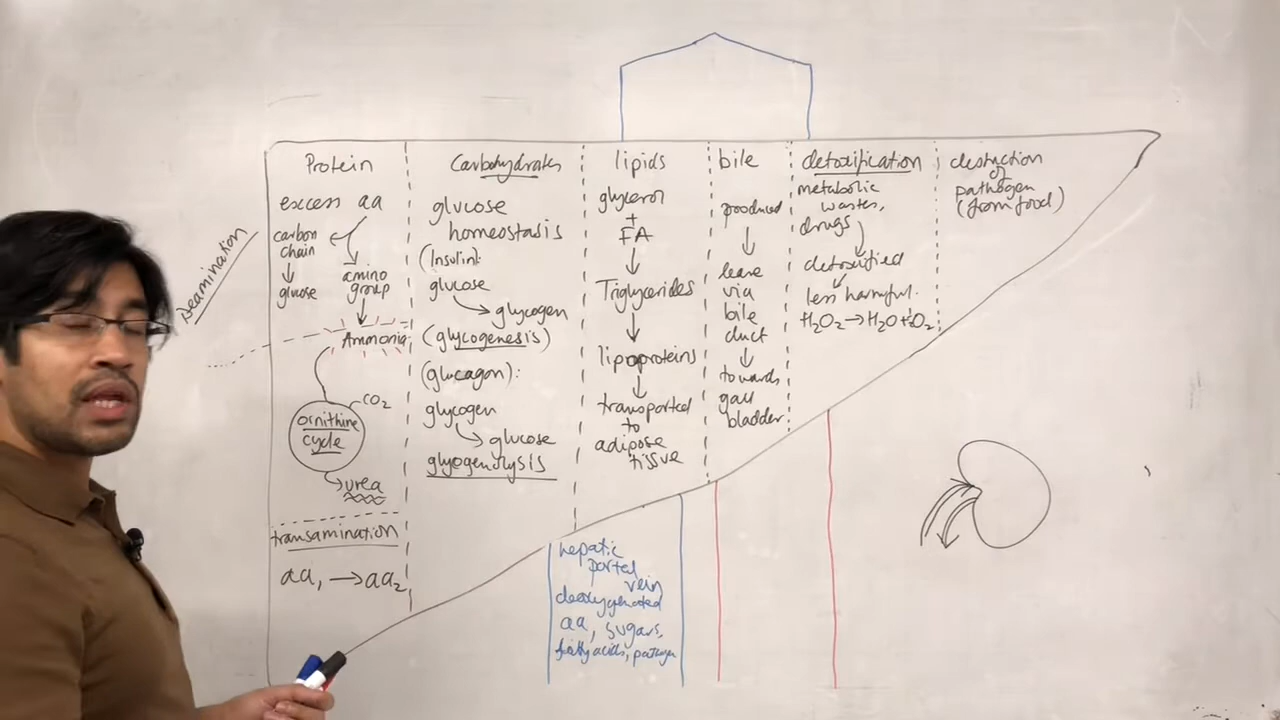 Deamination
Protein
excess aa
carbon
chain
glucose
amino
group
Ammonia
CO2
ornithine
cycle
urea
transamination
aa1 → aa2
Carbohydrates
glucose
homeostasis
(Insulin):
glucose
glycogen
(glycogenesis)
(glucagon):
glycogen
glucose
glycogenolysis
lipids
glycerol
+
FA
Triglycerides
lipoproteins
transported
to
adipose
tissue
bile
produced
leave
via
bile
duct
towards
gall
bladder
detoxification
metabolic
wastes,
drugs
detoxified
less harmful.
H2O2 → H2O + O2
destruction
of
pathogen
(from food)
hepatic
portal
vein
deoxygenated
aa, sugars,
fatty acids, pathogen